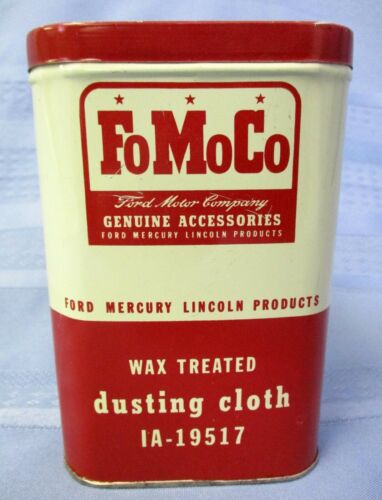 FoMoCo
Ford Motor Company
GENUINE ACCESSORIES
FORD MERCURY LINCOLN PRODUCTS
FORD MERCURY LINCOLN PRODUCTS
WAX TREATED
dusting cloth
IA-19517